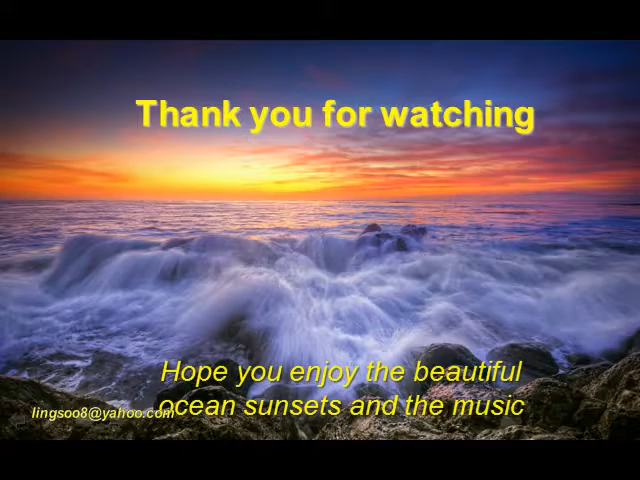 Thank you for watching
Hope you enjoy the beautiful
ocean sunsets and the music
lingsoo8@yahoo.com